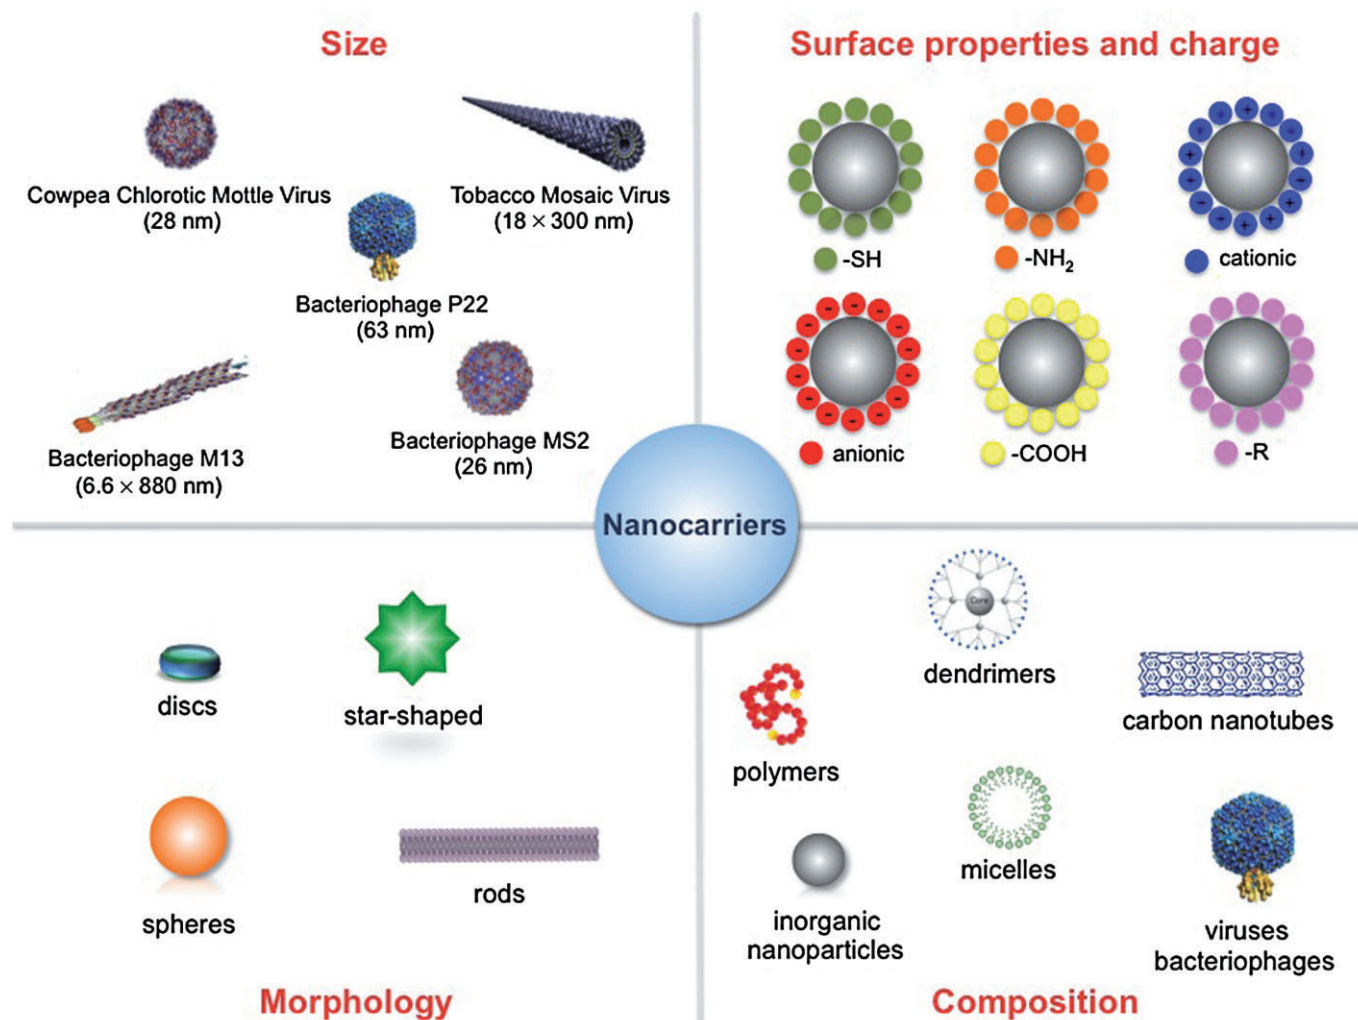 Size
Cowpea Chlorotic Mottle Virus
(28 nm)
Tobacco Mosaic Virus
(18 × 300 nm)
Bacteriophage P22
(63 nm)
Bacteriophage M13
(6.6 × 880 nm)
Bacteriophage MS2
(26 nm)
Surface properties and charge
-SH
-NH₂
+ + + + + + +
cationic
- - - - - - - - - - - - -
anionic
-COOH
-R
Nanocarriers
discs
star-shaped
spheres
rods
Morphology
Core
dendrimers
polymers
carbon nanotubes
micelles
inorganic
nanoparticles
viruses
bacteriophages
Composition